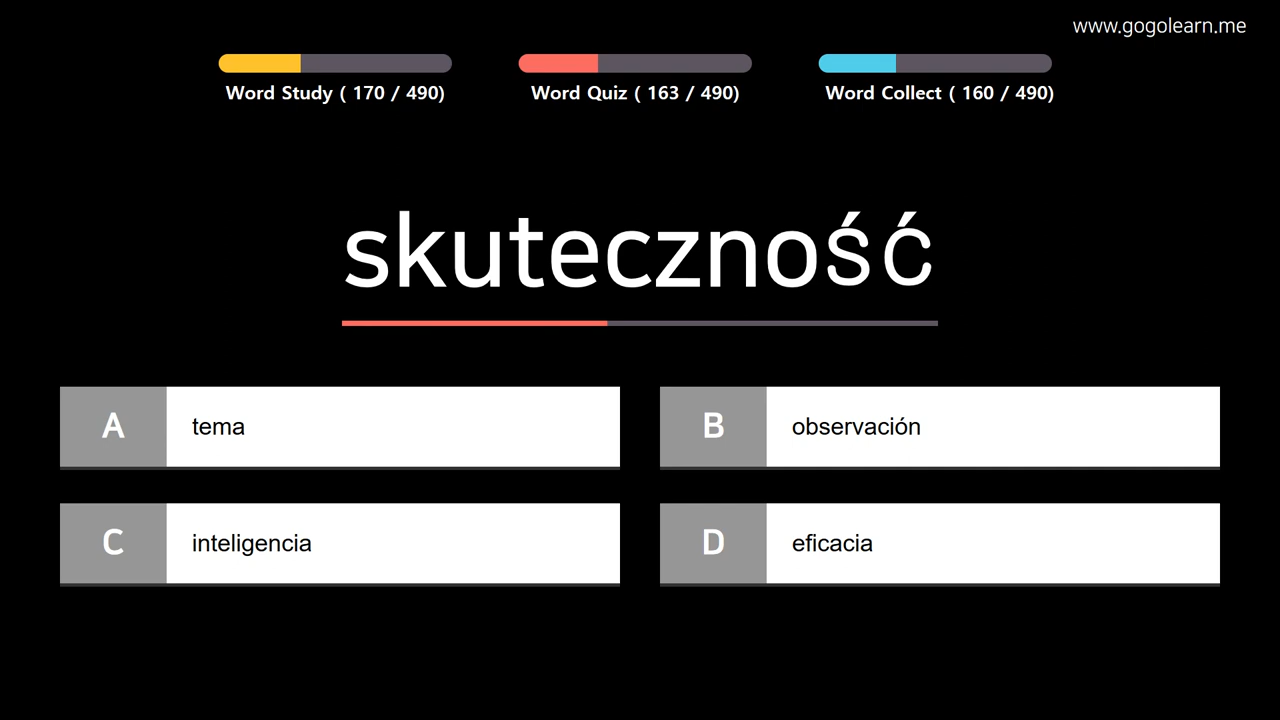 www.gogolearn.me
Word Study ( 170 / 490)
Word Quiz ( 163 / 490)
Word Collect ( 160 / 490)
skuteczność
A tema
B observación
C inteligencia
D eficacia